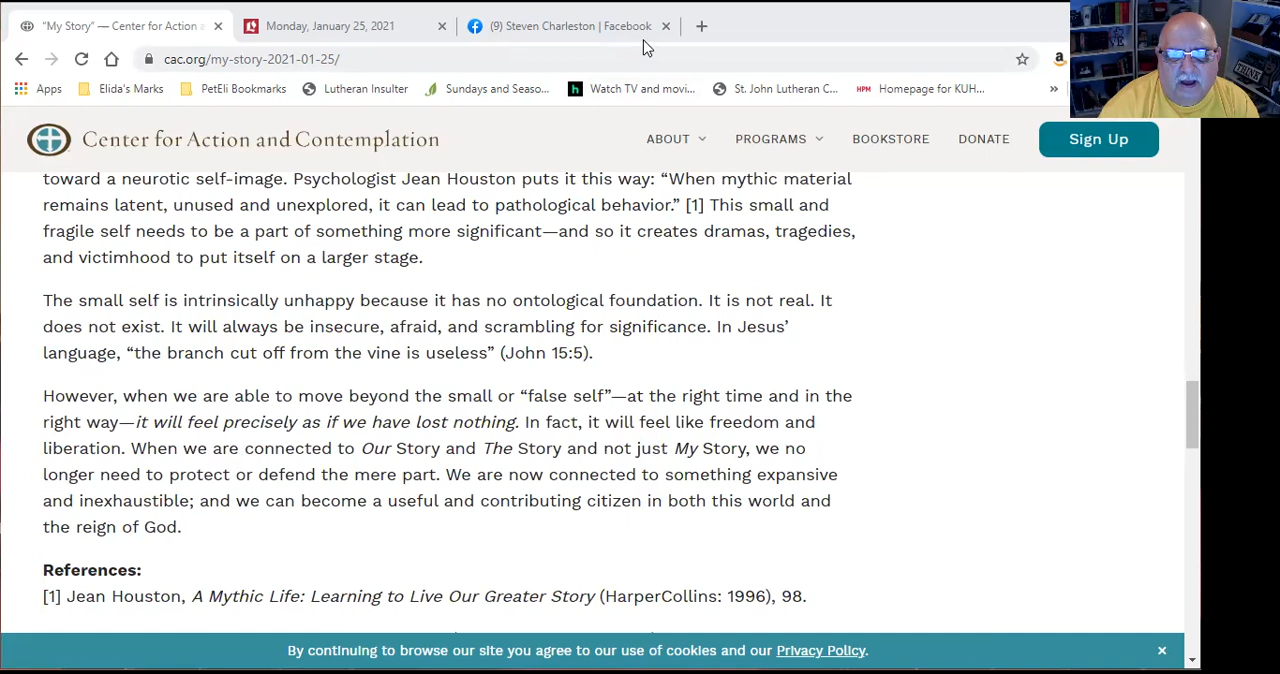 "My Story" — Center for Action a
Monday, January 25, 2021
(9) Steven Charleston | Facebook
cac.org/my-story-2021-01-25/
Apps
Elida's Marks
PetEli Bookmarks
Lutheran Insulter
Sundays and Seaso...
h
Watch TV and movi...
St. John Lutheran C...
HPM
Homepage for KUH...
»
THINK
Center for Action and Contemplation
ABOUT
PROGRAMS
BOOKSTORE
DONATE
Sign Up
toward a neurotic self-image. Psychologist Jean Houston puts it this way: “When mythic material
remains latent, unused and unexplored, it can lead to pathological behavior.” [1] This small and
fragile self needs to be a part of something more significant—and so it creates dramas, tragedies,
and victimhood to put itself on a larger stage.
The small self is intrinsically unhappy because it has no ontological foundation. It is not real. It
does not exist. It will always be insecure, afraid, and scrambling for significance. In Jesus’
language, “the branch cut off from the vine is useless” (John 15:5).
However, when we are able to move beyond the small or “false self”—at the right time and in the
right way—it will feel precisely as if we have lost nothing. In fact, it will feel like freedom and
liberation. When we are connected to Our Story and The Story and not just My Story, we no
longer need to protect or defend the mere part. We are now connected to something expansive
and inexhaustible; and we can become a useful and contributing citizen in both this world and
the reign of God.
References:
[1] Jean Houston, A Mythic Life: Learning to Live Our Greater Story (HarperCollins: 1996), 98.
By continuing to browse our site you agree to our use of cookies and our Privacy Policy.